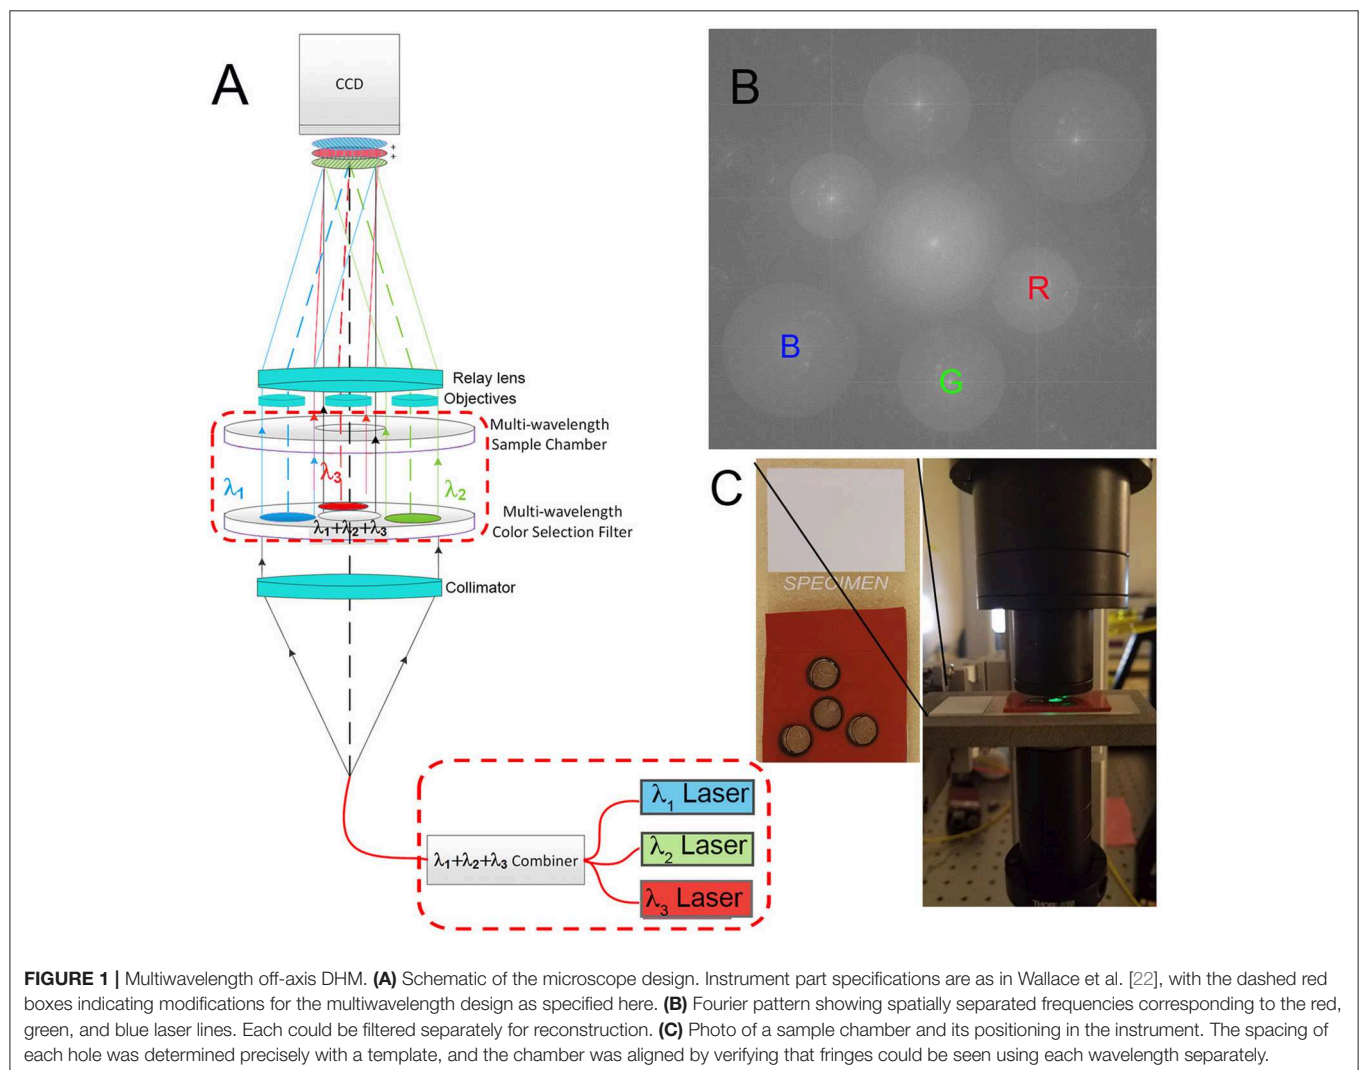 A
CCD
+
+
Relay lens
Objectives
Multi-wavelength
Sample Chamber
λ1
λ3
λ2
λ1+λ2+λ3
Multi-wavelength
Color Selection Filter
Collimator
λ1+λ2+λ3 Combiner
λ1 Laser
λ2 Laser
λ3 Laser
B
R
B
G
C
SPECIMEN
FIGURE 1 | Multiwavelength off-axis DHM. (A) Schematic of the microscope design. Instrument part specifications are as in Wallace et al. [22], with the dashed red
boxes indicating modifications for the multiwavelength design as specified here. (B) Fourier pattern showing spatially separated frequencies corresponding to the red,
green, and blue laser lines. Each could be filtered separately for reconstruction. (C) Photo of a sample chamber and its positioning in the instrument. The spacing of
each hole was determined precisely with a template, and the chamber was aligned by verifying that fringes could be seen using each wavelength separately.